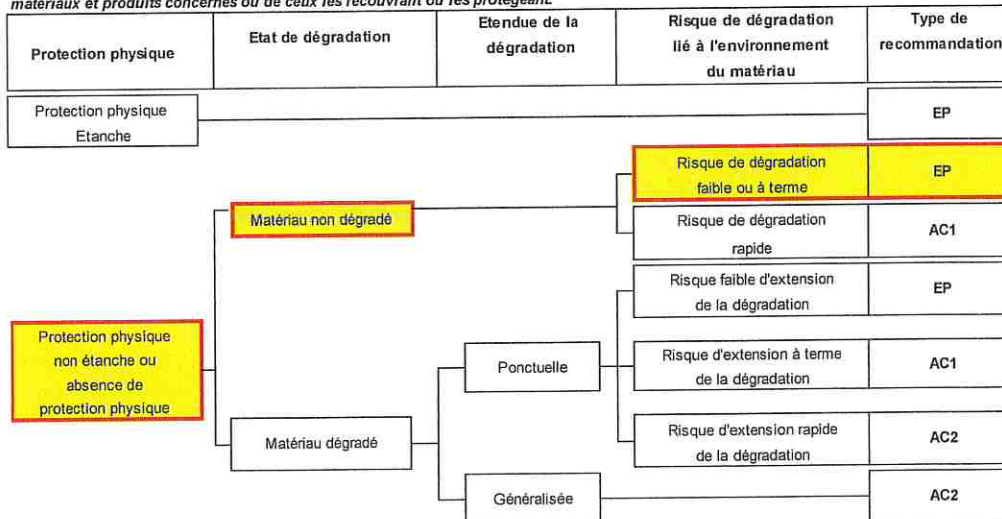 matériaux et produits concernés ou de ceux les recouvrant ou les protégeant.
Protection physique
Etat de dégradation
Etendue de la
dégradation
Risque de dégradation
lié à l'environnement
du matériau
Type de
recommandation
Protection physique
Etanche
EP
Risque de dégradation
faible ou à terme
EP
Matériau non dégradé
Risque de dégradation
rapide
AC1
Risque faible d'extension
de la dégradation
EP
Protection physique
non étanche ou
absence de
protection physique
Ponctuelle
Risque d'extension à terme
de la dégradation
AC1
Matériau dégradé
Risque d'extension rapide
de la dégradation
AC2
Généralisée
AC2